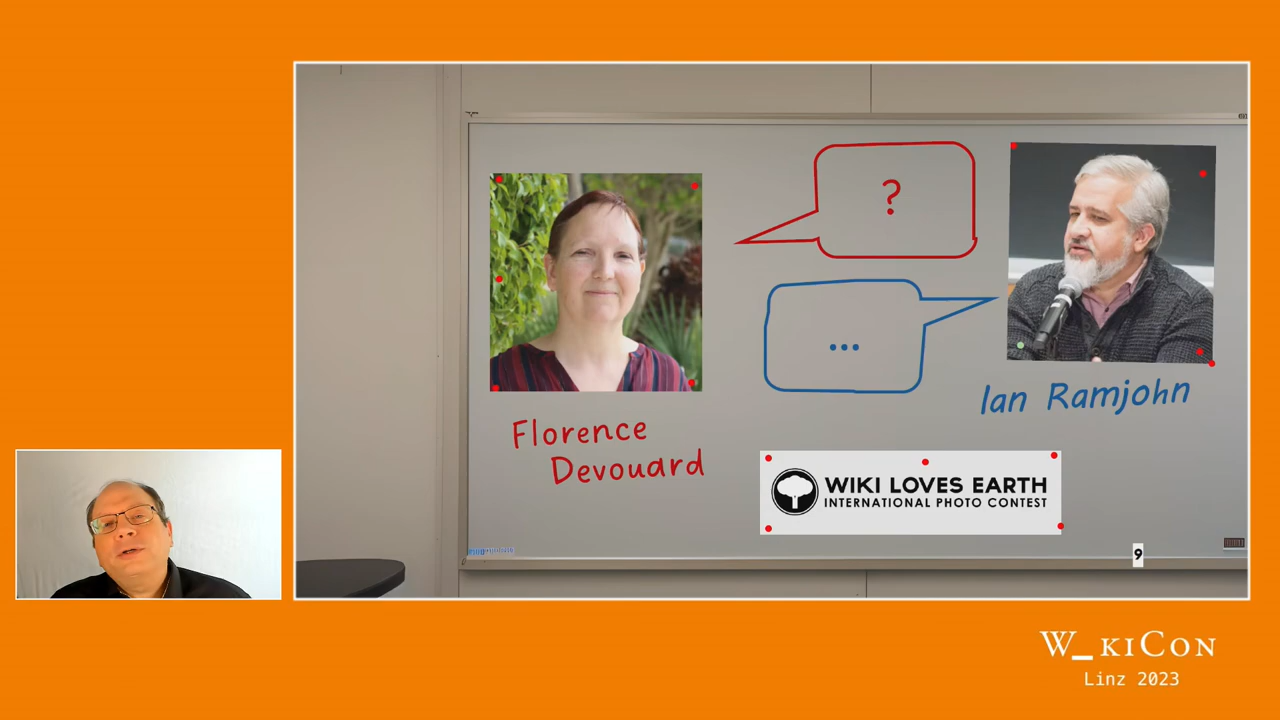 ?
...
Florence
Devouard
Ian Ramjohn
WIKI LOVES EARTH
INTERNATIONAL PHOTO CONTEST
9
W_KICON
Linz 2023